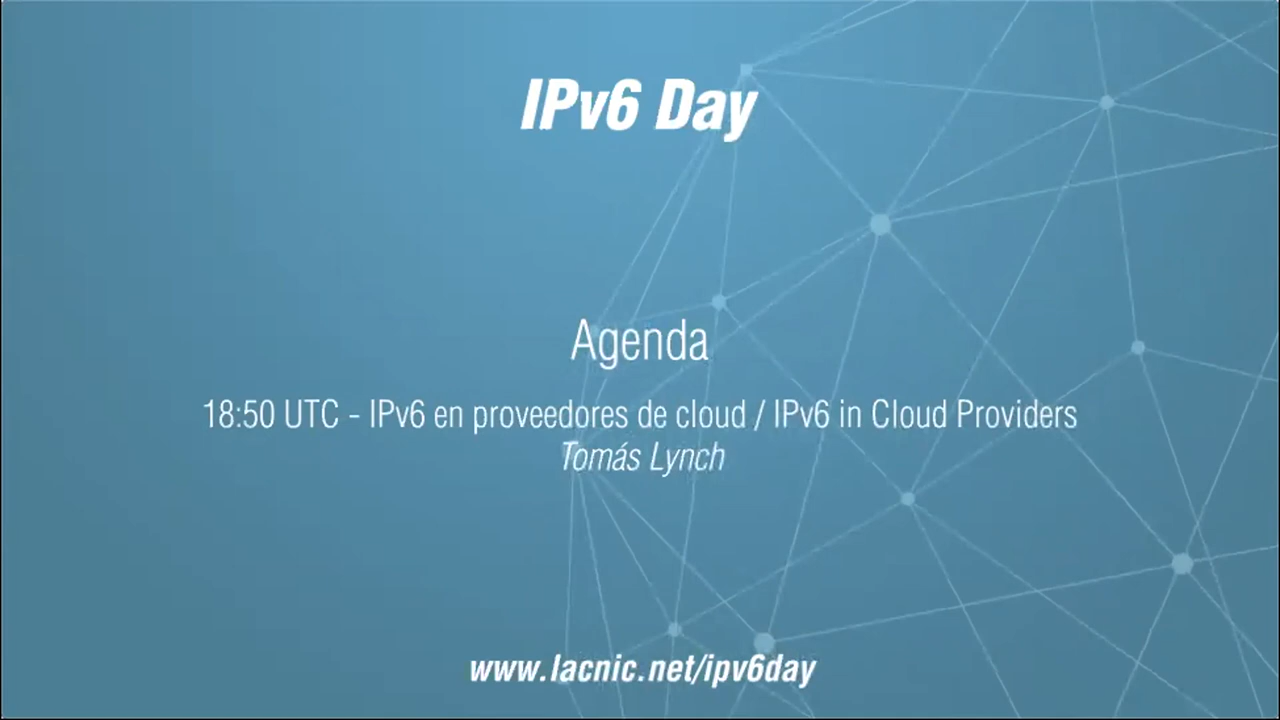 IPv6 Day
Agenda
18:50 UTC - IPv6 en proveedores de cloud / IPv6 in Cloud Providers
Tomás Lynch
www.lacnic.net/ipv6day